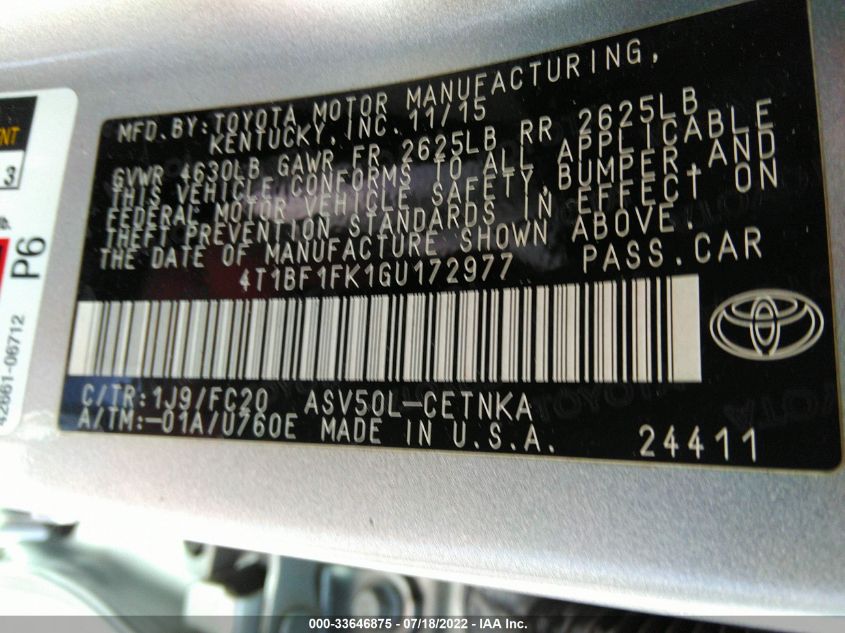 MFD.BY:TOYOTA MOTOR MANUFACTURING,
KENTUCKY,INC.11/15
GVWR 4630LB GAWR FR 2625LB RR 2625LB
THIS VEHICLE CONFORMS TO ALL APPLICABLE
FEDERAL MOTOR VEHICLE SAFETY,BUMPER,AND
THEFT PREVENTION STANDARDS IN EFFECT ON
THE DATE OF MANUFACTURE SHOWN ABOVE.
4T1BF1FK1GU172977 PASS.CAR
C/TR:1J9/FC20 ASV50L-CETNKA
A/TM:-01A/U760E MADE IN U.S.A. 24411
3
P6
42661-06712
000-33646875 - 07/18/2022 - IAA Inc.